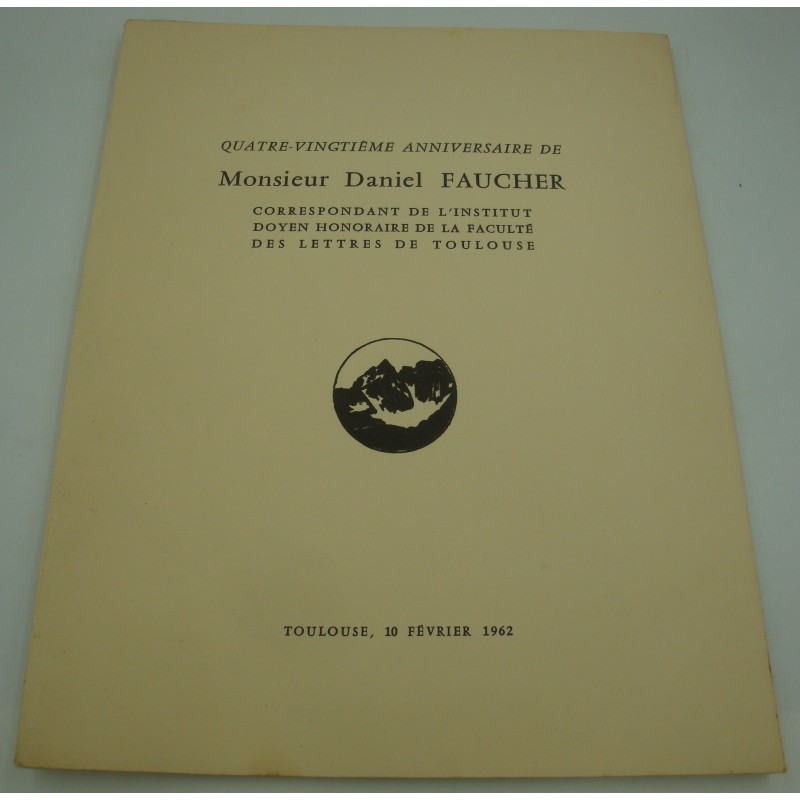 QUATRE-VINGTIÈME ANNIVERSAIRE DE
Monsieur Daniel FAUCHER
CORRESPONDANT DE L'INSTITUT
DOYEN HONORAIRE DE LA FACULTÉ
DES LETTRES DE TOULOUSE
TOULOUSE, 10 FÉVRIER 1962